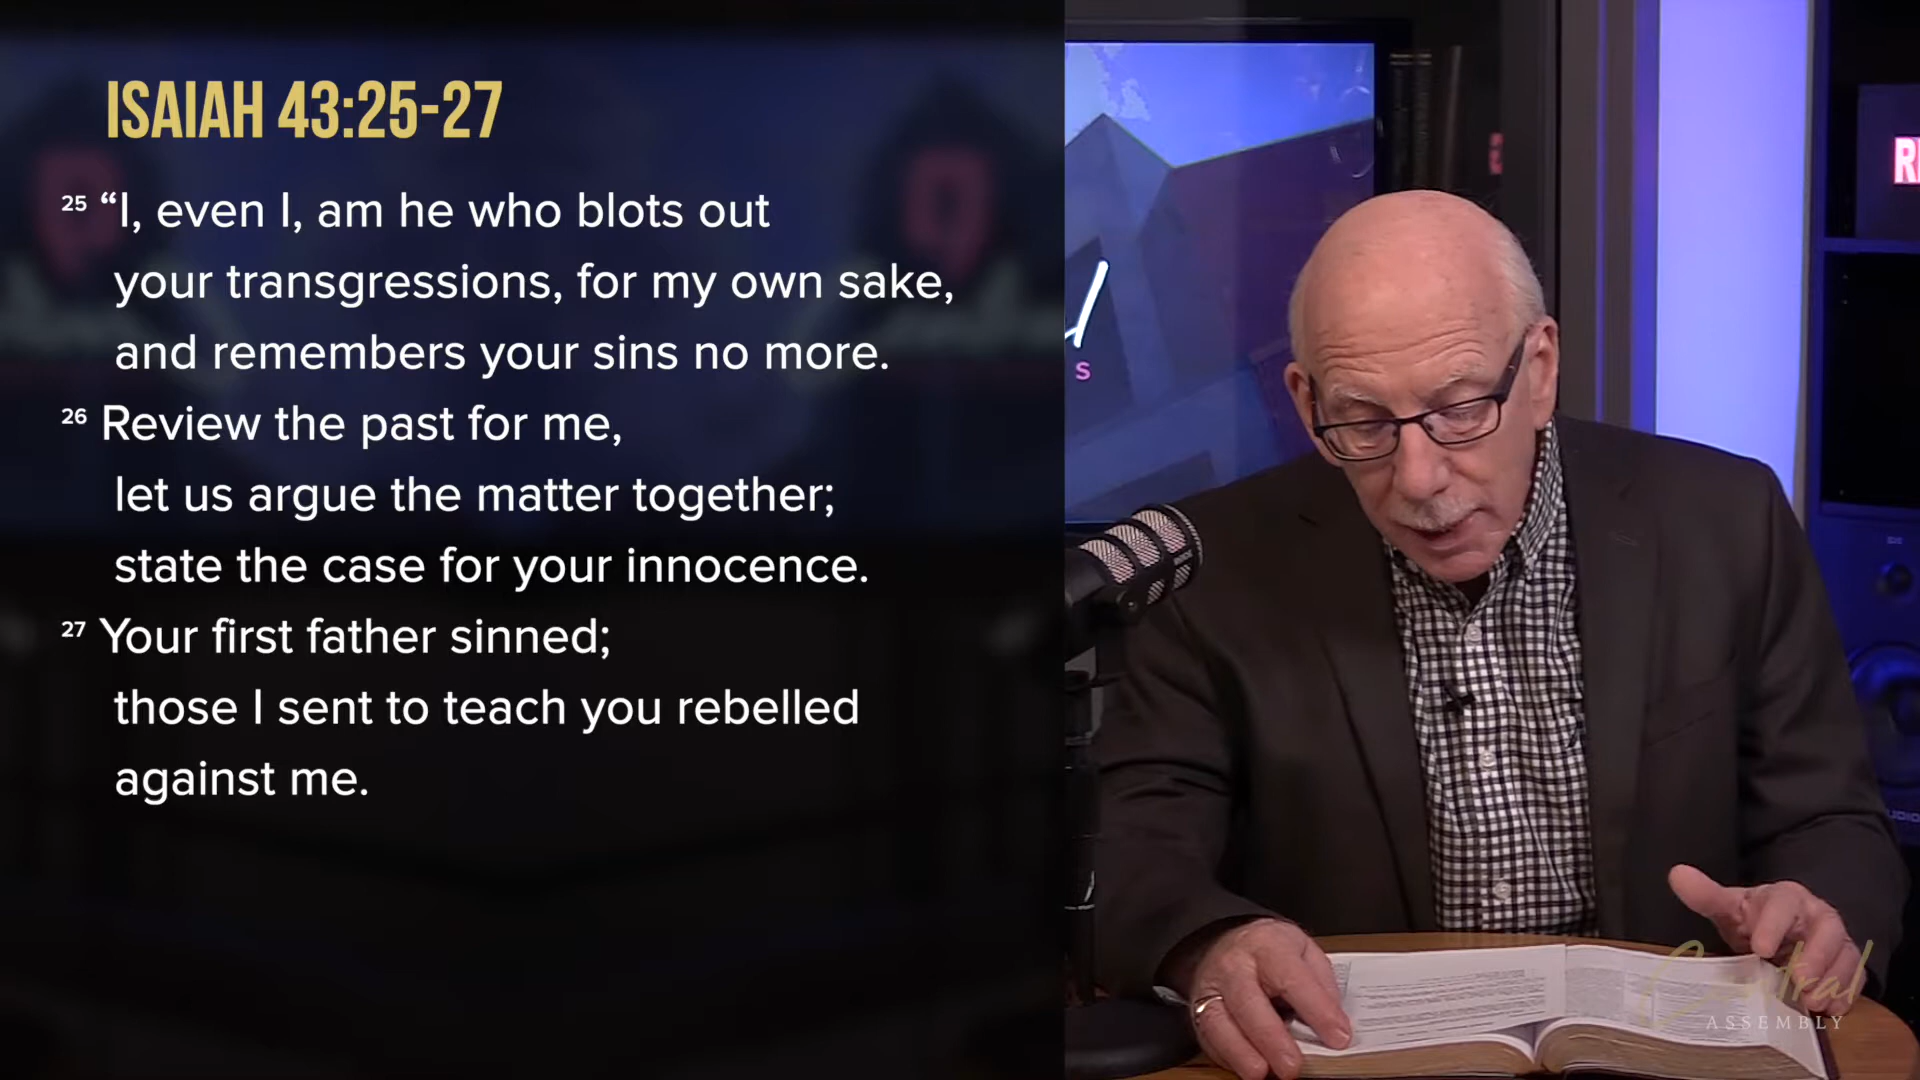 ISAIAH 43:25-27
25 “I, even I, am he who blots out
your transgressions, for my own sake,
and remembers your sins no more.
26 Review the past for me,
let us argue the matter together;
state the case for your innocence.
27 Your first father sinned;
those I sent to teach you rebelled
against me.
S
Central
ASSEMBLY